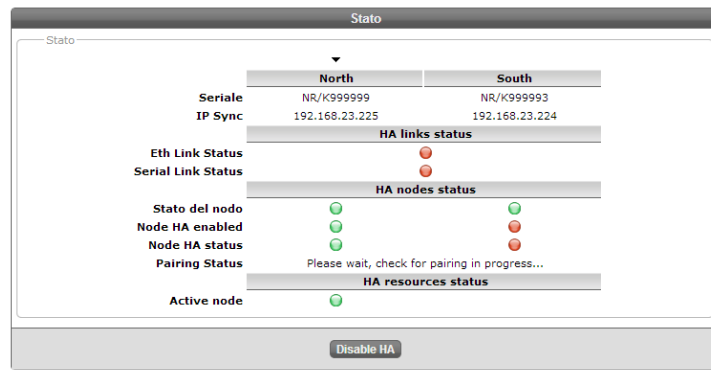 Stato
Stato
North South
Seriale NR/K999999 NR/K999993
IP Sync 192.168.23.225 192.168.23.224
HA links status
Eth Link Status
Serial Link Status
HA nodes status
Stato del nodo
Node HA enabled
Node HA status
Pairing Status Please wait, check for pairing in progress...
HA resources status
Active node
Disable HA